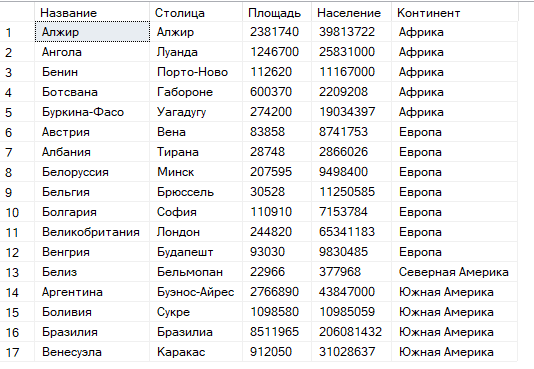 Название Столица Площадь Население Континент
1 Алжир Алжир 2381740 39813722 Африка
2 Ангола Луанда 1246700 25831000 Африка
3 Бенин Порто-Ново 112620 11167000 Африка
4 Ботсвана Габороне 600370 2209208 Африка
5 Буркина-Фасо Уагадугу 274200 19034397 Африка
6 Австрия Вена 83858 8741753 Европа
7 Албания Тирана 28748 2866026 Европа
8 Белоруссия Минск 207595 9498400 Европа
9 Бельгия Брюссель 30528 11250585 Европа
10 Болгария София 110910 7153784 Европа
11 Великобритания Лондон 244820 65341183 Европа
12 Венгрия Будапешт 93030 9830485 Европа
13 Белиз Бельмопан 22966 377968 Северная Америка
14 Аргентина Буэнос-Айрес 2766890 43847000 Южная Америка
15 Боливия Сукре 1098580 10985059 Южная Америка
16 Бразилия Бразилиа 8511965 206081432 Южная Америка
17 Венесуэла Каракас 912050 31028637 Южная Америка